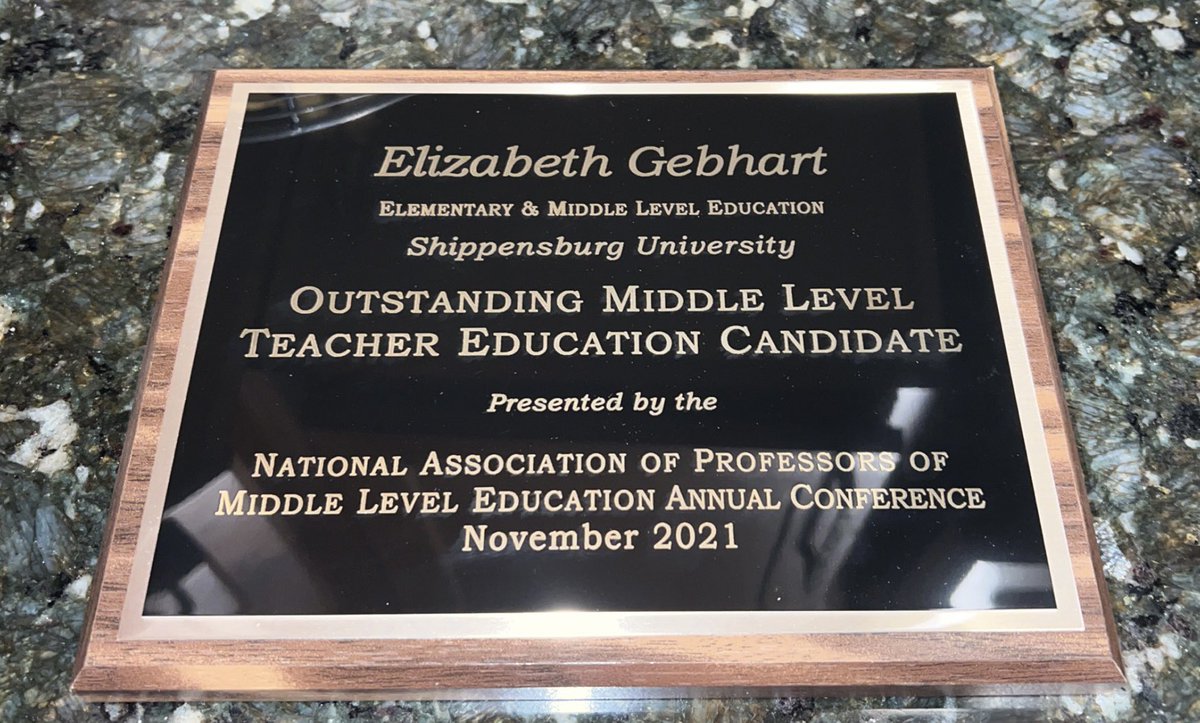 Elizabeth Gebhart
ELEMENTARY & MIDDLE LEVEL EDUCATION
Shippensburg University
OUTSTANDING MIDDLE LEVEL
TEACHER EDUCATION CANDIDATE
Presented by the
NATIONAL ASSOCIATION OF PROFESSORS OF
MIDDLE LEVEL EDUCATION ANNUAL CONFERENCE
November 2021